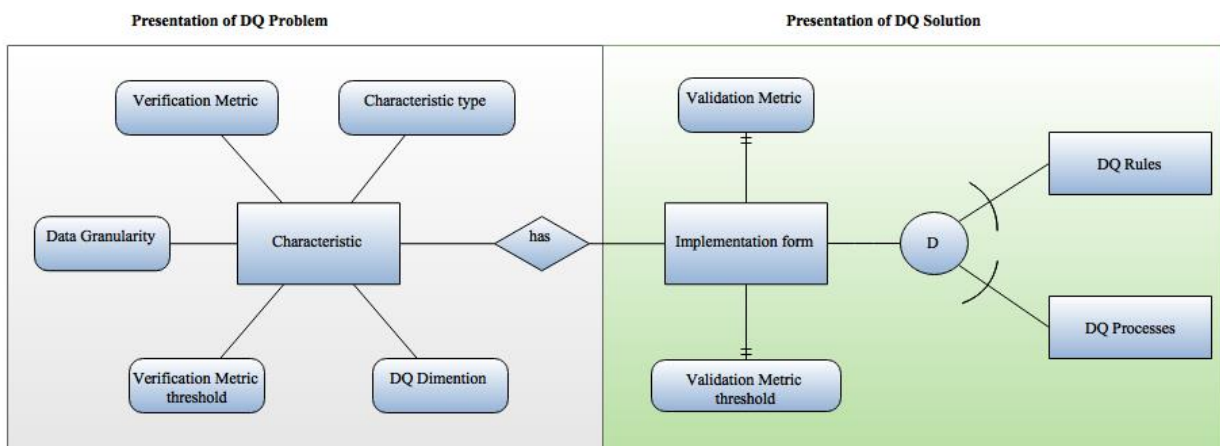 Presentation of DQ Problem
Presentation of DQ Solution
Verification Metric
Characteristic type
Data Granularity
Characteristic
has
Verification Metric
threshold
DQ Dimention
Validation Metric
Implementation form
D
DQ Rules
DQ Processes
Validation Metric
threshold